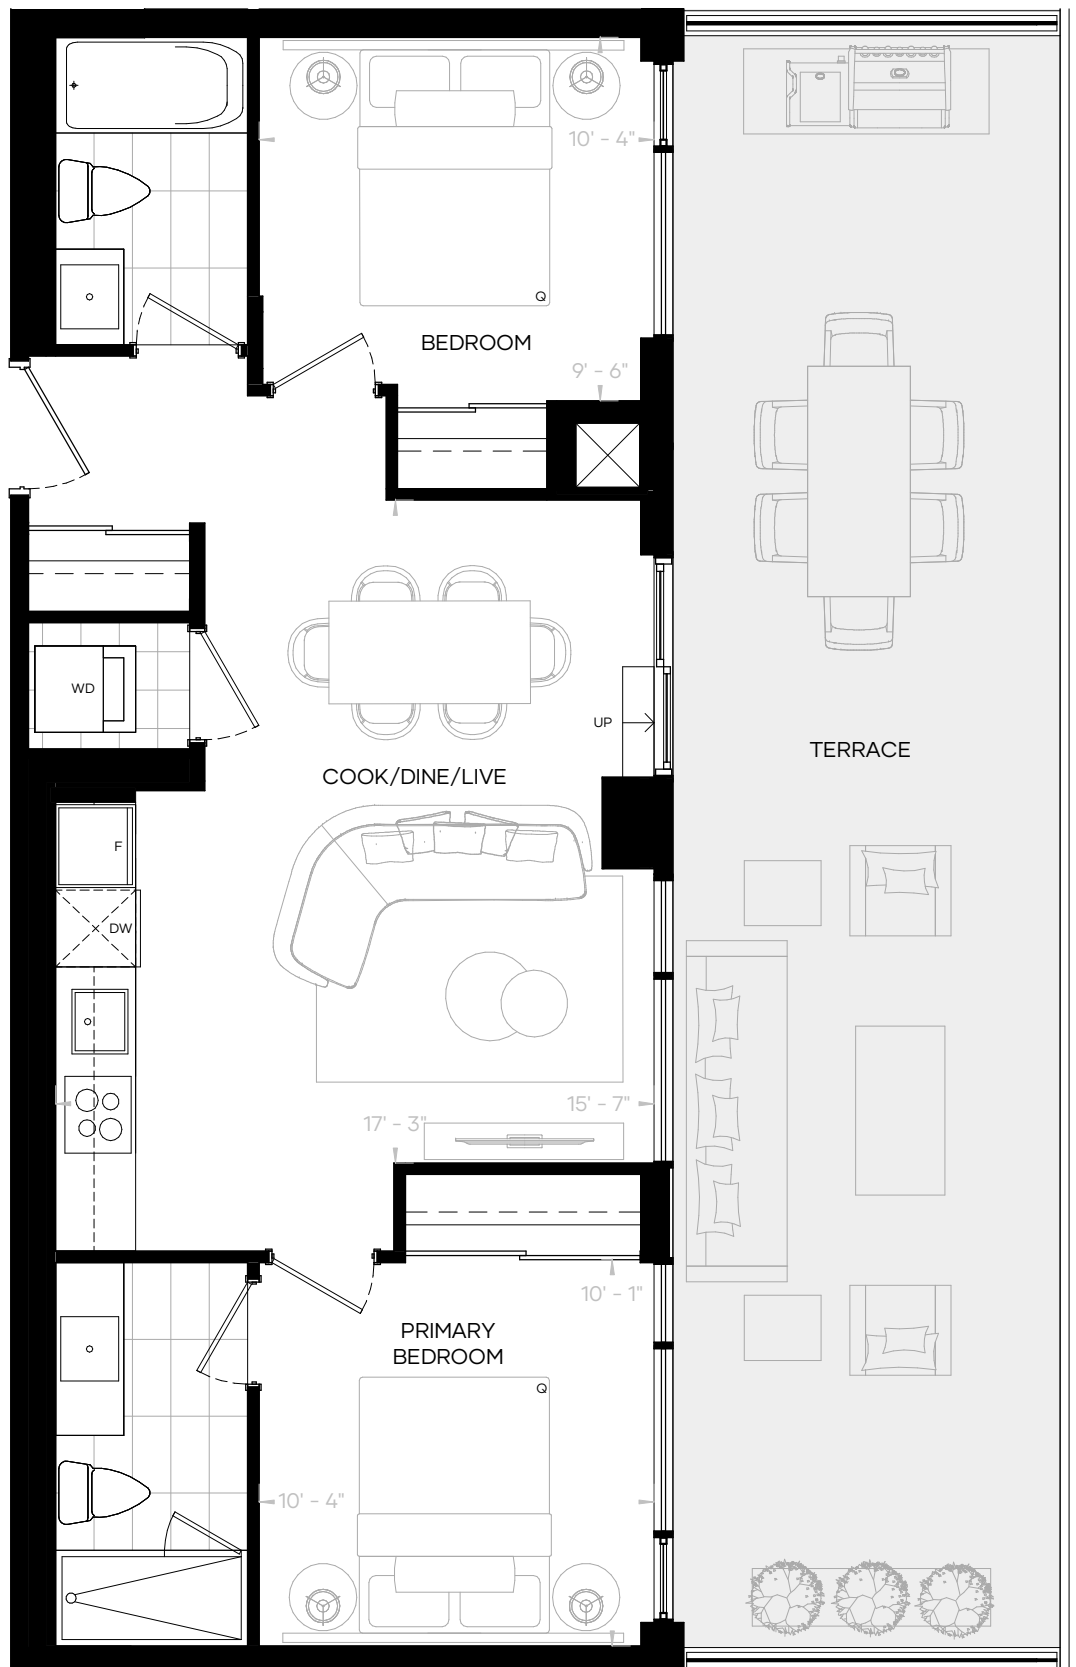 10' - 4"
Q
BEDROOM
9' - 6"
WD
UP
TERRACE
COOK/DINE/LIVE
F
DW
15' - 7"
17' - 3"
10' - 1"
PRIMARY
BEDROOM
Q
10' - 4"